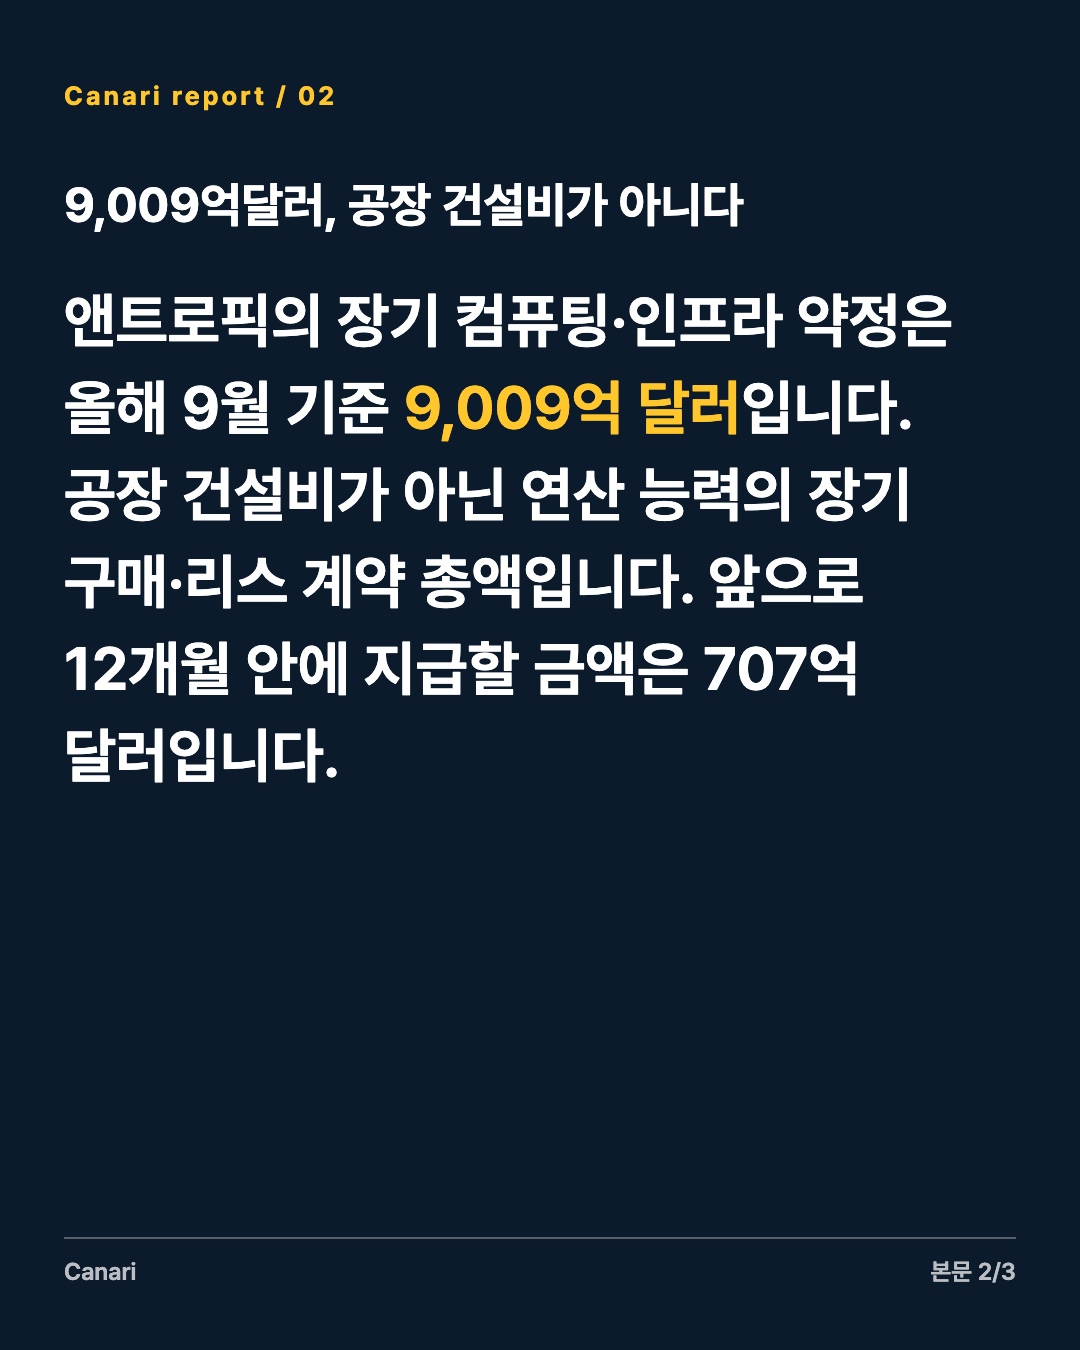 Canari report / 02
9,009억달러, 공장 건설비가 아니다
앤트로픽의 장기 컴퓨팅·인프라 약정은
올해 9월 기준 9,009억 달러입니다.
공장 건설비가 아닌 연산 능력의 장기
구매·리스 계약 총액입니다. 앞으로
12개월 안에 지급할 금액은 707억
달러입니다.
Canari
본문 2/3